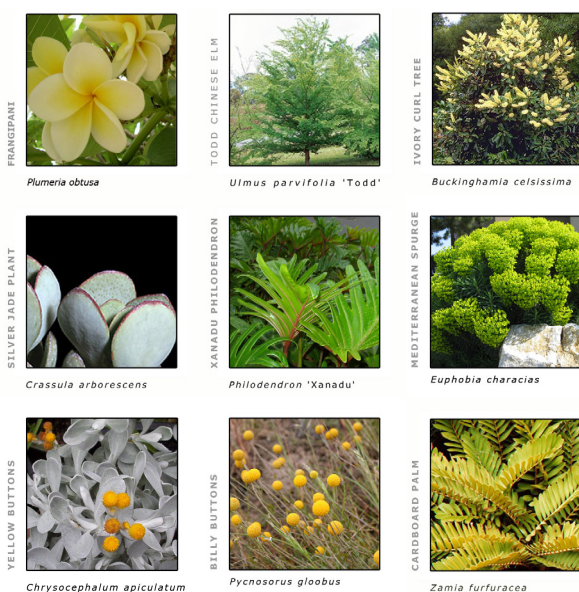 FRANGIPANI
Plumeria obtusa
TODD CHINESE ELM
Ulmus parvifolia 'Todd'
IVORY CURL TREE
Buckinghamia celsissima
SILVER JADE PLANT
Crassula arborescens
XANADU PHILODENDRON
Philodendron 'Xanadu'
MEDITERRANEAN SPURGE
Euphobia characias
YELLOW BUTTONS
Chrysocephalum apiculatum
BILLY BUTTONS
Pycnosorus gloobus
CARDBOARD PALM
Zamia furfuracea